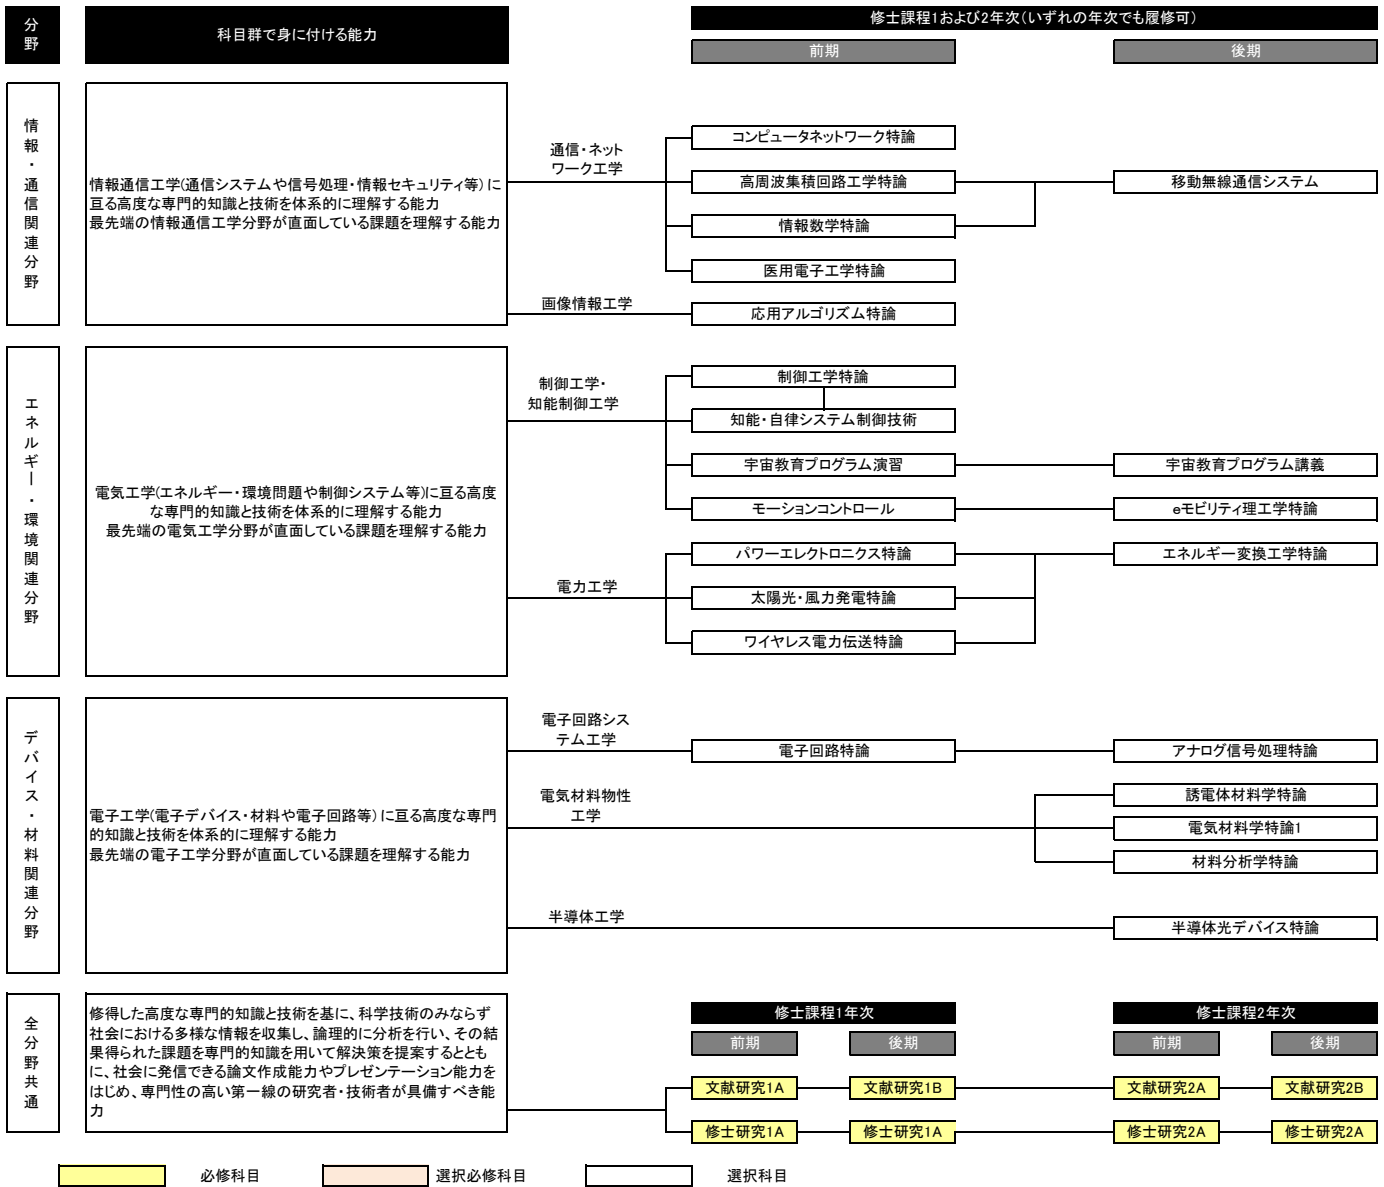 分野
科目群で身に付ける能力
修士課程1および2年次(いずれの年次でも履修可)
前期
後期
情報・通信関連分野
情報通信工学(通信システムや信号処理・情報セキュリティ等)に
亘る高度な専門的知識と技術を体系的に理解する能力
最先端の情報通信工学分野が直面している課題を理解する能力
通信・ネット
ワーク工学
コンピュータネットワーク特論
高周波集積回路工学特論
移動無線通信システム
情報数学特論
医用電子工学特論
画像情報工学
応用アルゴリズム特論
エネルギー・環境関連分野
電気工学(エネルギー・環境問題や制御システム等)に亘る高度
な専門的知識と技術を体系的に理解する能力
最先端の電気工学分野が直面している課題を理解する能力
制御工学・
知能制御工学
制御工学特論
知能・自律システム制御技術
宇宙教育プログラム演習
宇宙教育プログラム講義
モーションコントロール
eモビリティ理工学特論
電力工学
パワーエレクトロニクス特論
エネルギー変換工学特論
太陽光・風力発電特論
ワイヤレス電力伝送特論
デバイス・材料関連分野
電子工学(電子デバイス・材料や電子回路等)に亘る高度な専門
的知識と技術を体系的に理解する能力
最先端の電子工学分野が直面している課題を理解する能力
電子回路シス
テム工学
電子回路特論
アナログ信号処理特論
電気材料物性
工学
誘電体材料学特論
電気材料学特論1
材料分析学特論
半導体工学
半導体光デバイス特論
全分野共通
修得した高度な専門的知識と技術を基に、科学技術のみならず
社会における多様な情報を収集し、論理的に分析を行い、その結
果得られた課題を専門的知識を用いて解決策を提案するととも
に、社会に発信できる論文作成能力やプレゼンテーション能力を
はじめ、専門性の高い第一線の研究者・技術者が具備すべき能
力
修士課程1年次
修士課程2年次
前期
後期
前期
後期
文献研究1A
文献研究1B
文献研究2A
文献研究2B
修士研究1A
修士研究1A
修士研究2A
修士研究2A
必修科目
選択必修科目
選択科目